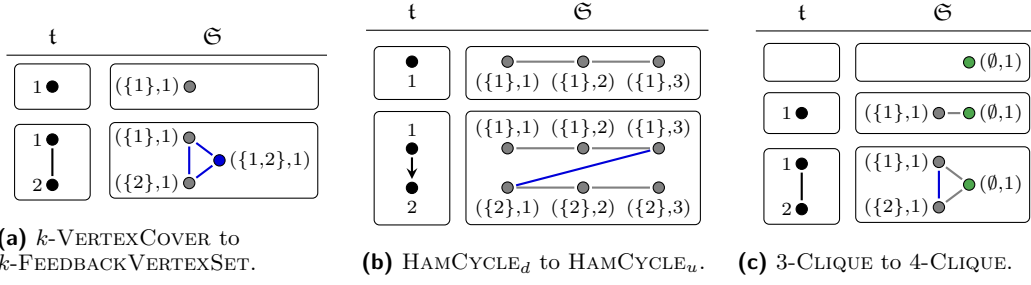 𝔱 𝔖
1 ({1},1)
1 ({1},1)
({1,2},1)
2 ({2},1)
(a) k-VERTEXCOVER to
k-FEEDBACKVERTEXSET.
𝔱 𝔖
1 ({1},1) ({1},2) ({1},3)
1 ({1},1) ({1},2) ({1},3)
2 ({2},1) ({2},2) ({2},3)
(b) HAMCYCLE_d to HAMCYCLE_u.
𝔱 𝔖
(∅,1)
1 ({1},1) (∅,1)
1 ({1},1)
(∅,1)
2 ({2},1)
(c) 3-CLIQUE to 4-CLIQUE.